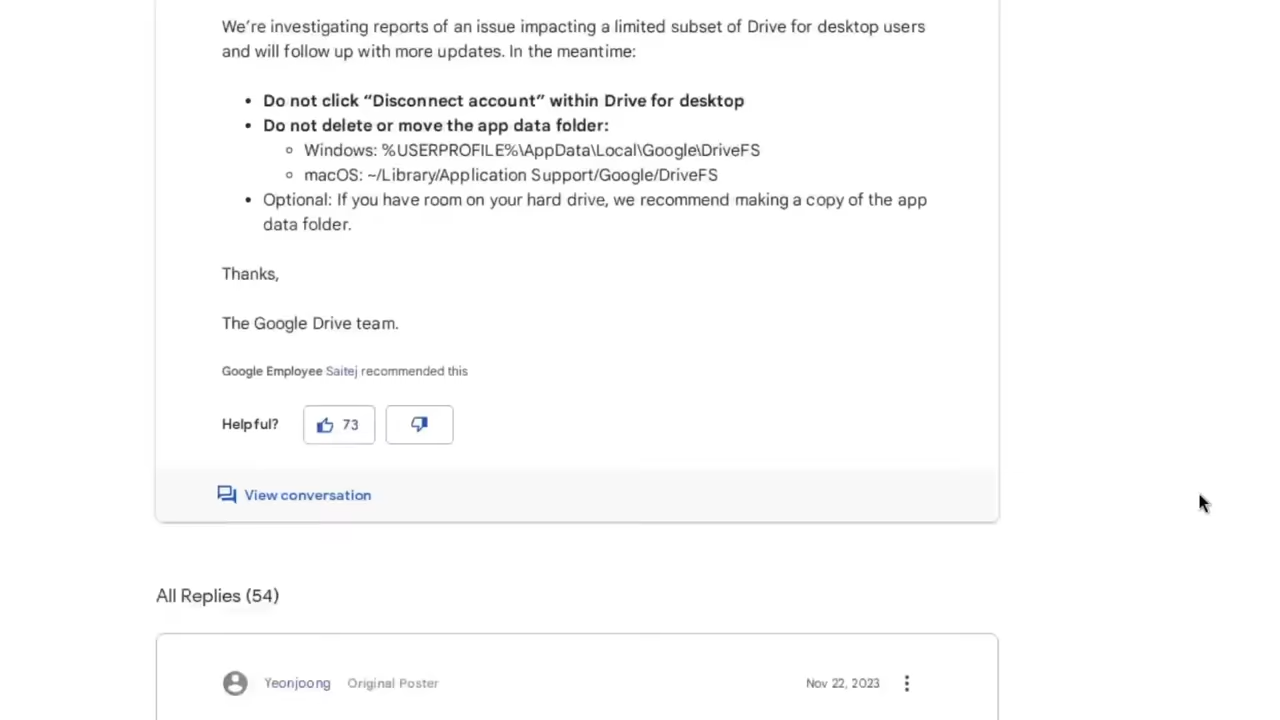 We're investigating reports of an issue impacting a limited subset of Drive for desktop users
and will follow up with more updates. In the meantime:
• Do not click “Disconnect account” within Drive for desktop
• Do not delete or move the app data folder:
◦ Windows: %USERPROFILE%\AppData\Local\Google\DriveFS
◦ macOS: ~/Library/Application Support/Google/DriveFS
• Optional: If you have room on your hard drive, we recommend making a copy of the app
data folder.
Thanks,
The Google Drive team.
Google Employee Saitej recommended this
Helpful? 73
View conversation
All Replies (54)
Yeonjoong Original Poster Nov 22, 2023